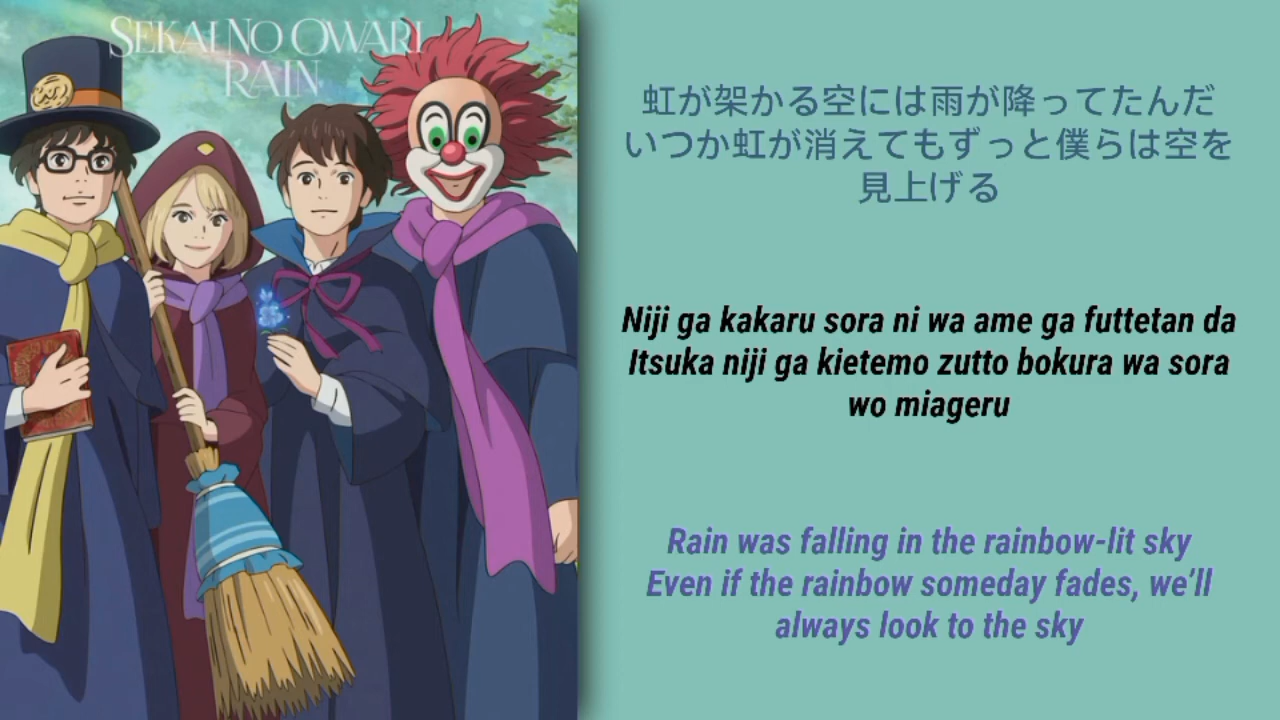 SEKAI NO OWARI
RAIN
虹が架かる空には雨が降ってたんだ
いつか虹が消えてもずっと僕らは空を
見上げる
Niji ga kakaru sora ni wa ame ga futtetan da
Itsuka niji ga kietemo zutto bokura wa sora
wo miageru
Rain was falling in the rainbow-lit sky
Even if the rainbow someday fades, we’ll
always look to the sky